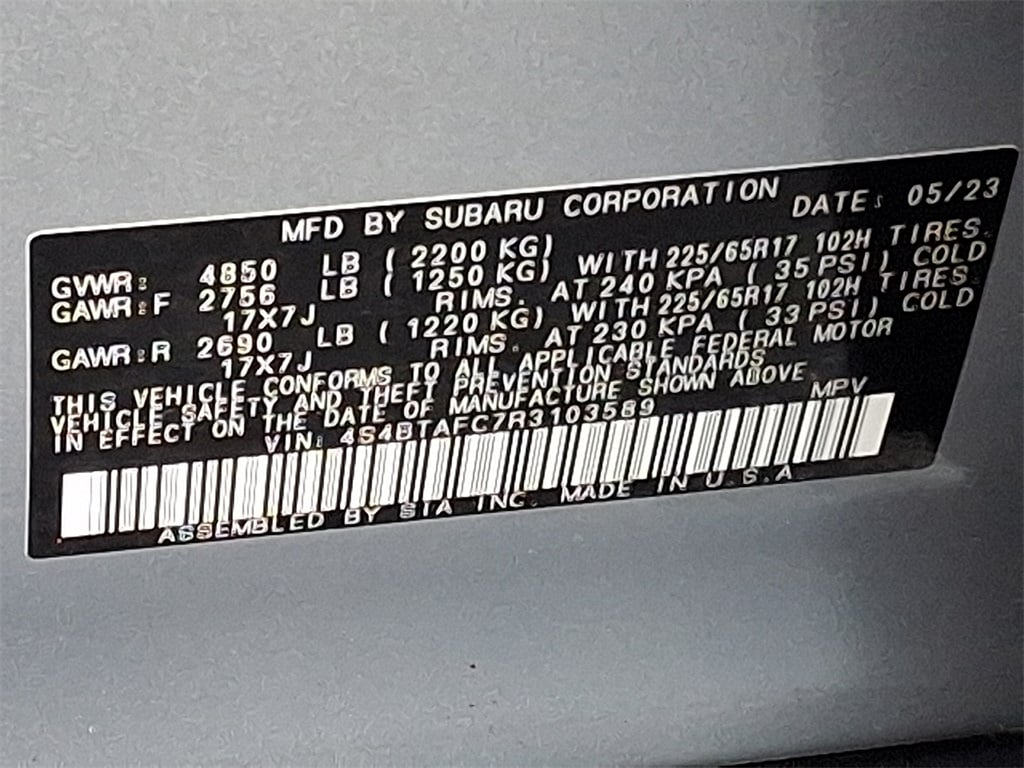 MFD BY SUBARU CORPORATION DATE: 05/23
GVWR: 4850 LB ( 2200 KG)
GAWR:F 2756 LB ( 1250 KG) WITH 225/65R17 102H TIRES.
17X7J RIMS. AT 240 KPA ( 35 PSI) COLD
GAWR:R 2690 LB ( 1220 KG) WITH 225/65R17 102H TIRES.
17X7J RIMS. AT 230 KPA ( 33 PSI) COLD
THIS VEHICLE CONFORMS TO ALL APPLICABLE FEDERAL MOTOR
VEHICLE SAFETY AND THEFT PREVENTION STANDARDS
IN EFFECT ON THE DATE OF MANUFACTURE SHOWN ABOVE
VIN: 4S4BTAFC7R3103589 MPV
ASSEMBLED BY SIA INC. MADE IN U.S.A.